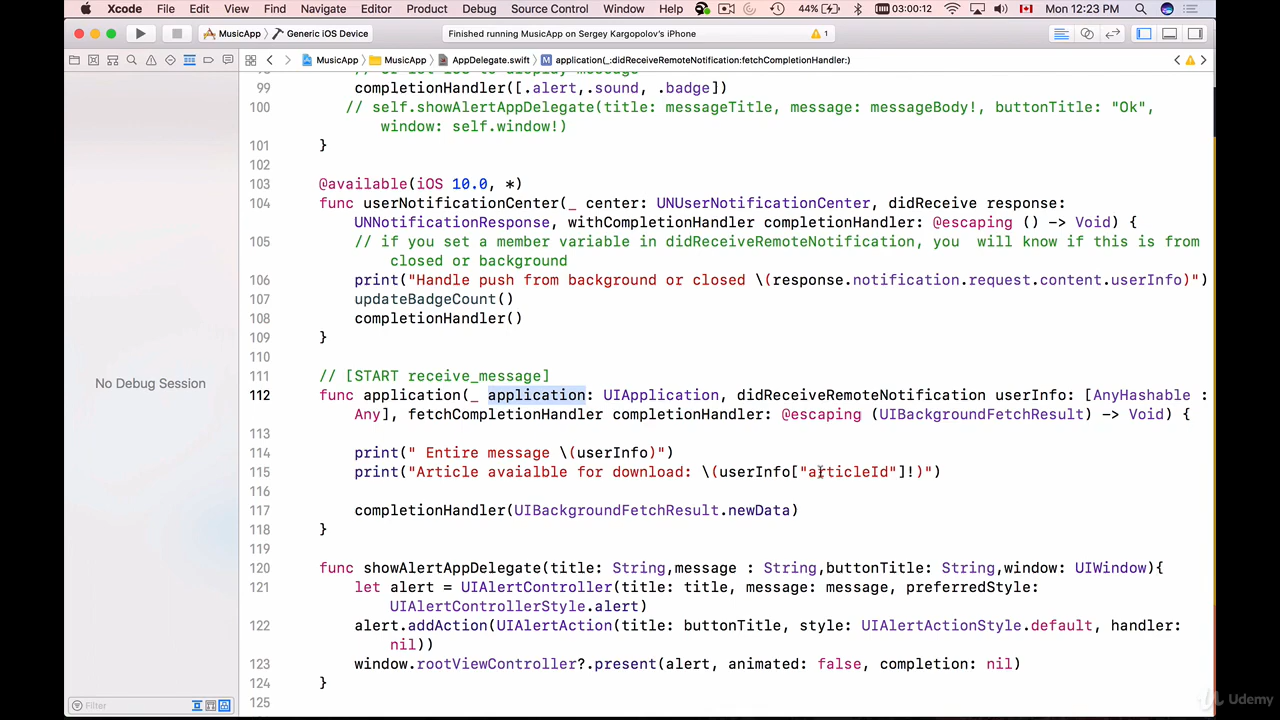 Xcode File Edit View Find Navigate Editor Product Debug Source Control Window Help 44% 03:00:12 Mon 12:23 PM
MusicApp Generic iOS Device Finished running MusicApp on Sergey Kargopolov's iPhone 1
MusicApp MusicApp AppDelegate.swift application(_:didReceiveRemoteNotification:fetchCompletionHandler:)
99 completionHandler([.alert,.sound, .badge])
100 // self.showAlertAppDelegate(title: messageTitle, message: messageBody!, buttonTitle: "Ok",
window: self.window!)
101 }
102
103 @available(iOS 10.0, *)
104 func userNotificationCenter(_ center: UNUserNotificationCenter, didReceive response:
UNNotificationResponse, withCompletionHandler completionHandler: @escaping () -> Void) {
105 // if you set a member variable in didReceiveRemoteNotification, you will know if this is from
closed or background
106 print("Handle push from background or closed \(response.notification.request.content.userInfo)")
107 updateBadgeCount()
108 completionHandler()
109 }
110
111 // [START receive_message]
112 func application(_ application: UIApplication, didReceiveRemoteNotification userInfo: [AnyHashable :
Any], fetchCompletionHandler completionHandler: @escaping (UIBackgroundFetchResult) -> Void) {
113
114 print(" Entire message \(userInfo)")
115 print("Article avaialble for download: \(userInfo["articleId"]!)")
116
117 completionHandler(UIBackgroundFetchResult.newData)
118 }
119
120 func showAlertAppDelegate(title: String,message : String,buttonTitle: String,window: UIWindow){
121 let alert = UIAlertController(title: title, message: message, preferredStyle:
UIAlertControllerStyle.alert)
122 alert.addAction(UIAlertAction(title: buttonTitle, style: UIAlertActionStyle.default, handler:
nil))
123 window.rootViewController?.present(alert, animated: false, completion: nil)
124 }
125
No Debug Session
Filter
Udemy